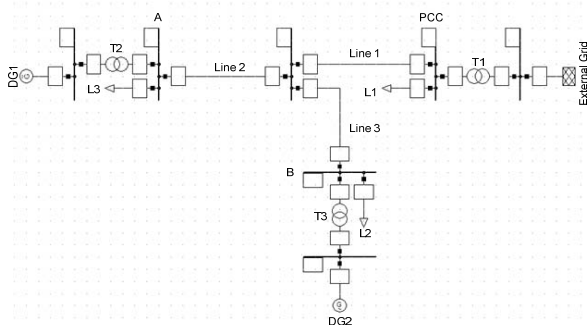 A
PCC
T2
Line 1
T1
Line 2
DG1
L3
L1
External Grid
Line 3
B
T3
L2
G
DG2